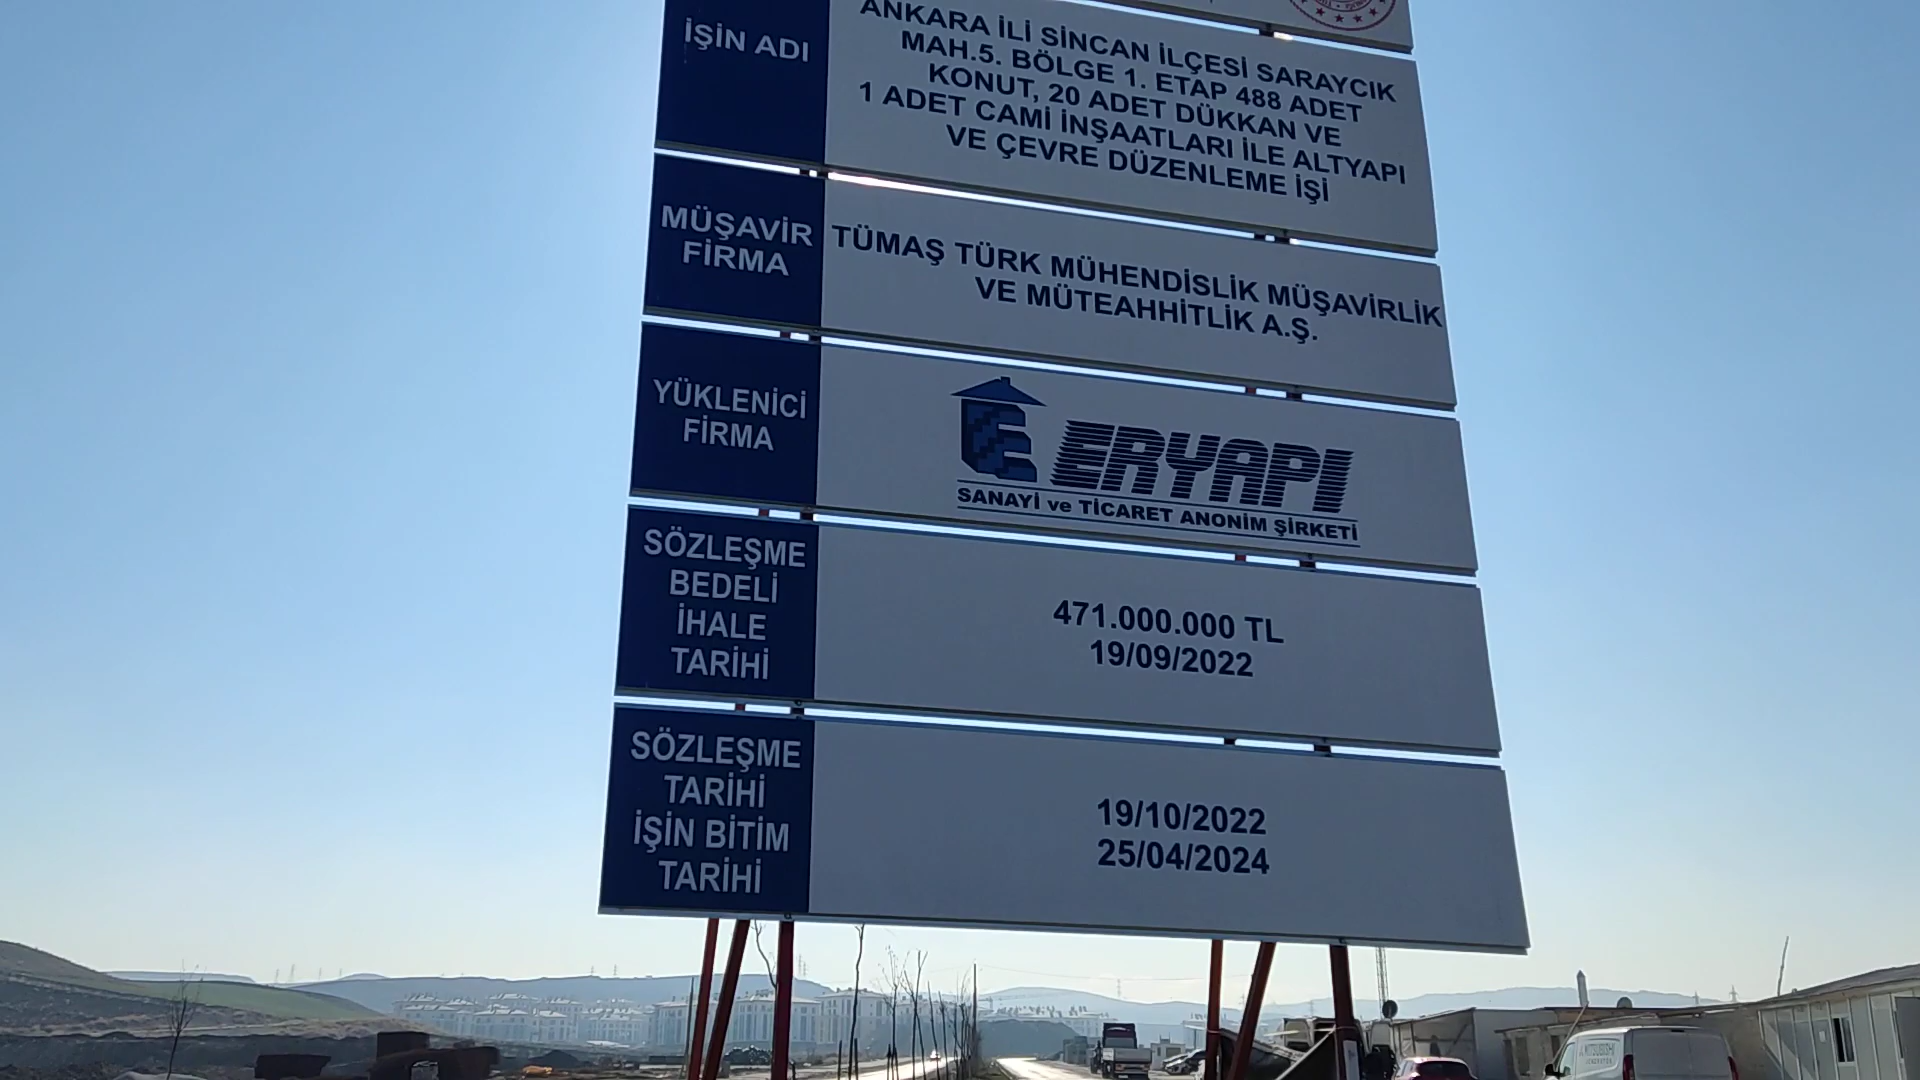 İŞİN ADI
ANKARA İLİ SİNCAN İLÇESİ SARAYCIK
MAH.5. BÖLGE 1. ETAP 488 ADET
KONUT, 20 ADET DÜKKAN VE
1 ADET CAMİ İNŞAATLARI İLE ALTYAPI
VE ÇEVRE DÜZENLEME İŞİ
MÜŞAVİR
FİRMA
TÜMAŞ TÜRK MÜHENDİSLİK MÜŞAVİRLİK
VE MÜTEAHHİTLİK A.Ş.
YÜKLENİCİ
FİRMA
ERYAPI
SANAYİ ve TİCARET ANONİM ŞİRKETİ
SÖZLEŞME
BEDELİ
İHALE
TARİHİ
471.000.000 TL
19/09/2022
SÖZLEŞME
TARİHİ
İŞİN BİTİM
TARİHİ
19/10/2022
25/04/2024